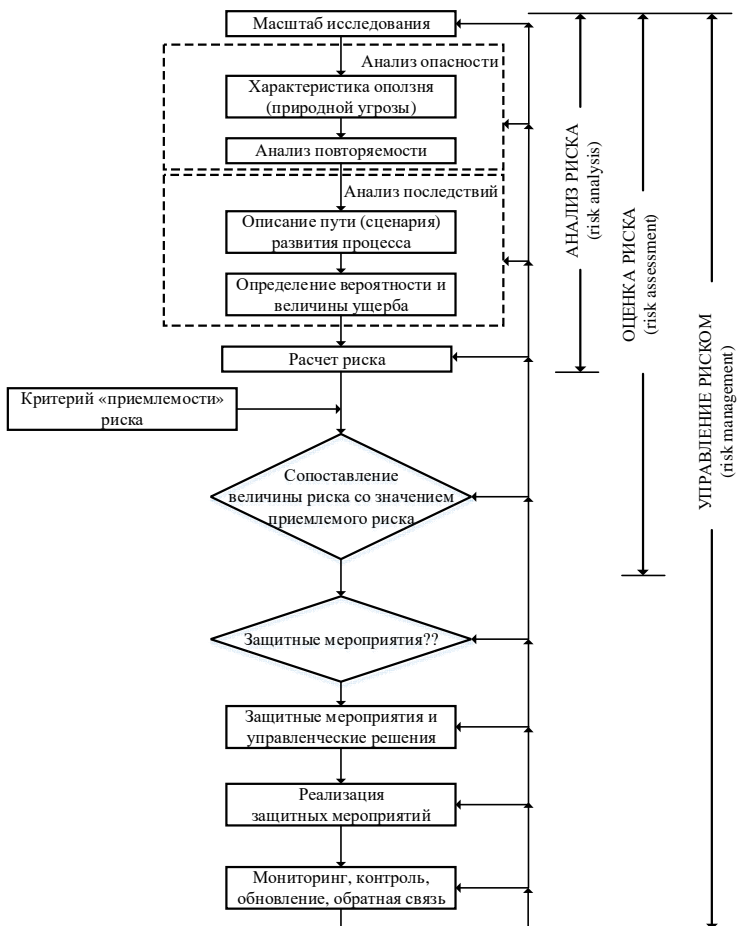 Масштаб исследования
Анализ опасности
Характеристика оползня
(природной угрозы)
Анализ повторяемости
Анализ последствий
Описание пути (сценария)
развития процесса
Определение вероятности и
величины ущерба
Расчет риска
Критерий «приемлемости»
риска
Сопоставление
величины риска со значением
приемлемого риска
Защитные мероприятия??
Защитные мероприятия и
управленческие решения
Реализация
защитных мероприятий
Мониторинг, контроль,
обновление, обратная связь
АНАЛИЗ РИСКА
(risk analysis)
ОЦЕНКА РИСКА
(risk assessment)
УПРАВЛЕНИЕ РИСКОМ
(risk management)